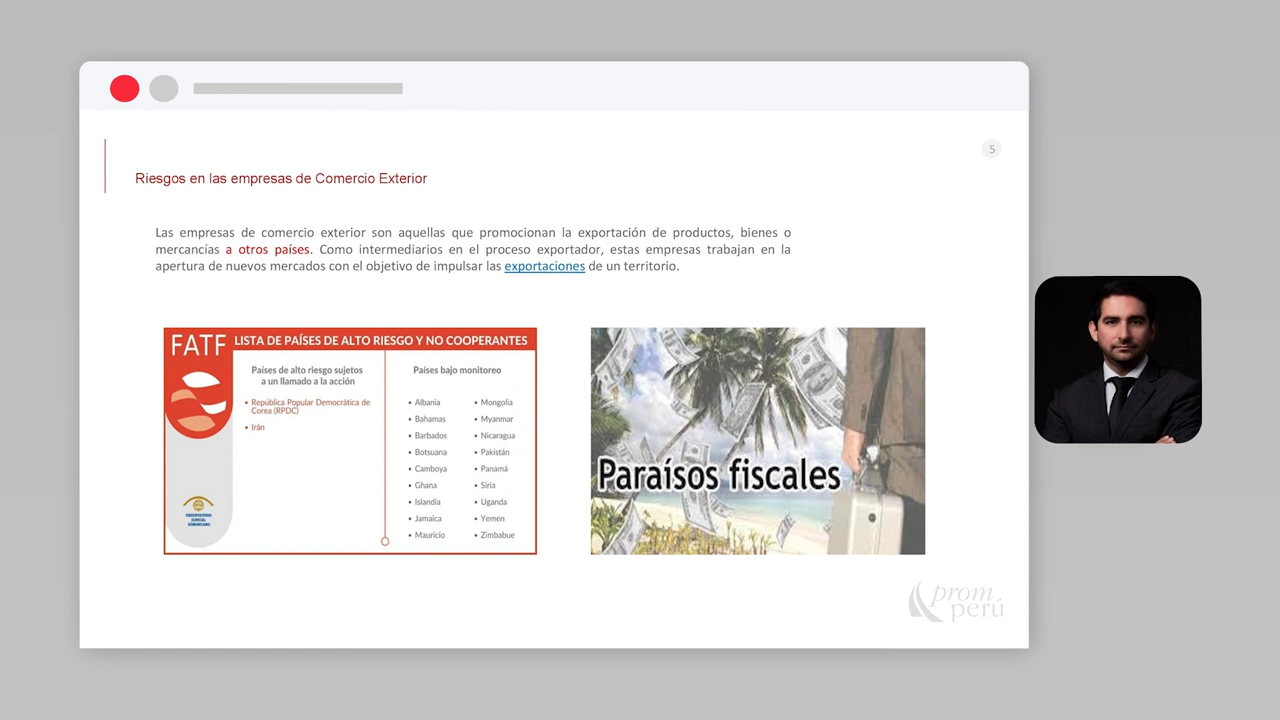 5
Riesgos en las empresas de Comercio Exterior
Las empresas de comercio exterior son aquellas que promocionan la exportación de productos, bienes o
mercancías a otros países. Como intermediarios en el proceso exportador, estas empresas trabajan en la
apertura de nuevos mercados con el objetivo de impulsar las exportaciones de un territorio.
FATF
LISTA DE PAÍSES DE ALTO RIESGO Y NO COOPERANTES
Países de alto riesgo sujetos
a un llamado a la acción
• República Popular Democrática de
Corea (RPDC)
• Irán
OBSERVATORIO
JUDICIAL
DOMINICANO
Países bajo monitoreo
• Albania
• Bahamas
• Barbados
• Botsuana
• Camboya
• Ghana
• Islandia
• Jamaica
• Mauricio
• Mongolia
• Myanmar
• Nicaragua
• Pakistán
• Panamá
• Siria
• Uganda
• Yemen
• Zimbabue
Paraísos fiscales
prom
perú